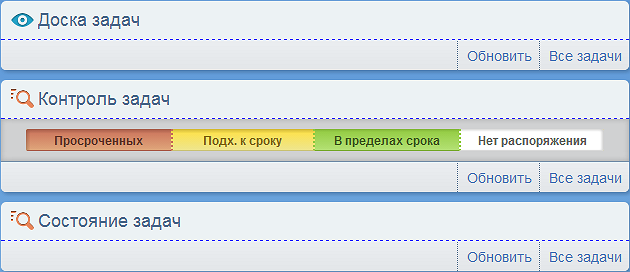 Доска задач
Обновить Все задачи
Контроль задач
Просроченных Подх. к сроку В пределах срока Нет распоряжения
Обновить Все задачи
Состояние задач
Обновить Все задачи